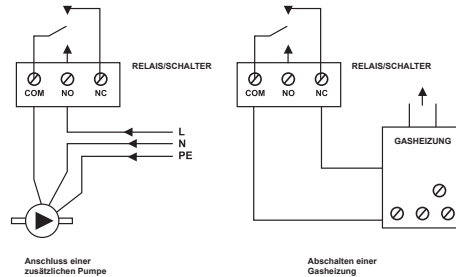 RELAIS/SCHALTER
COM NO NC
L
N
PE
Anschluss einer
zusätzlichen Pumpe
RELAIS/SCHALTER
COM NO NC
GASHEIZUNG
Abschalten einer
Gasheizung